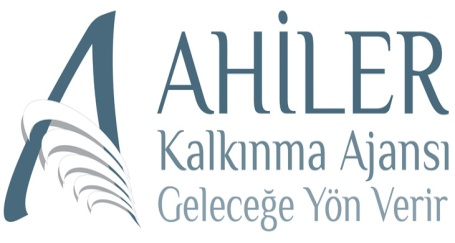 AHİLER
Kalkınma Ajansı
Geleceğe Yön Verir